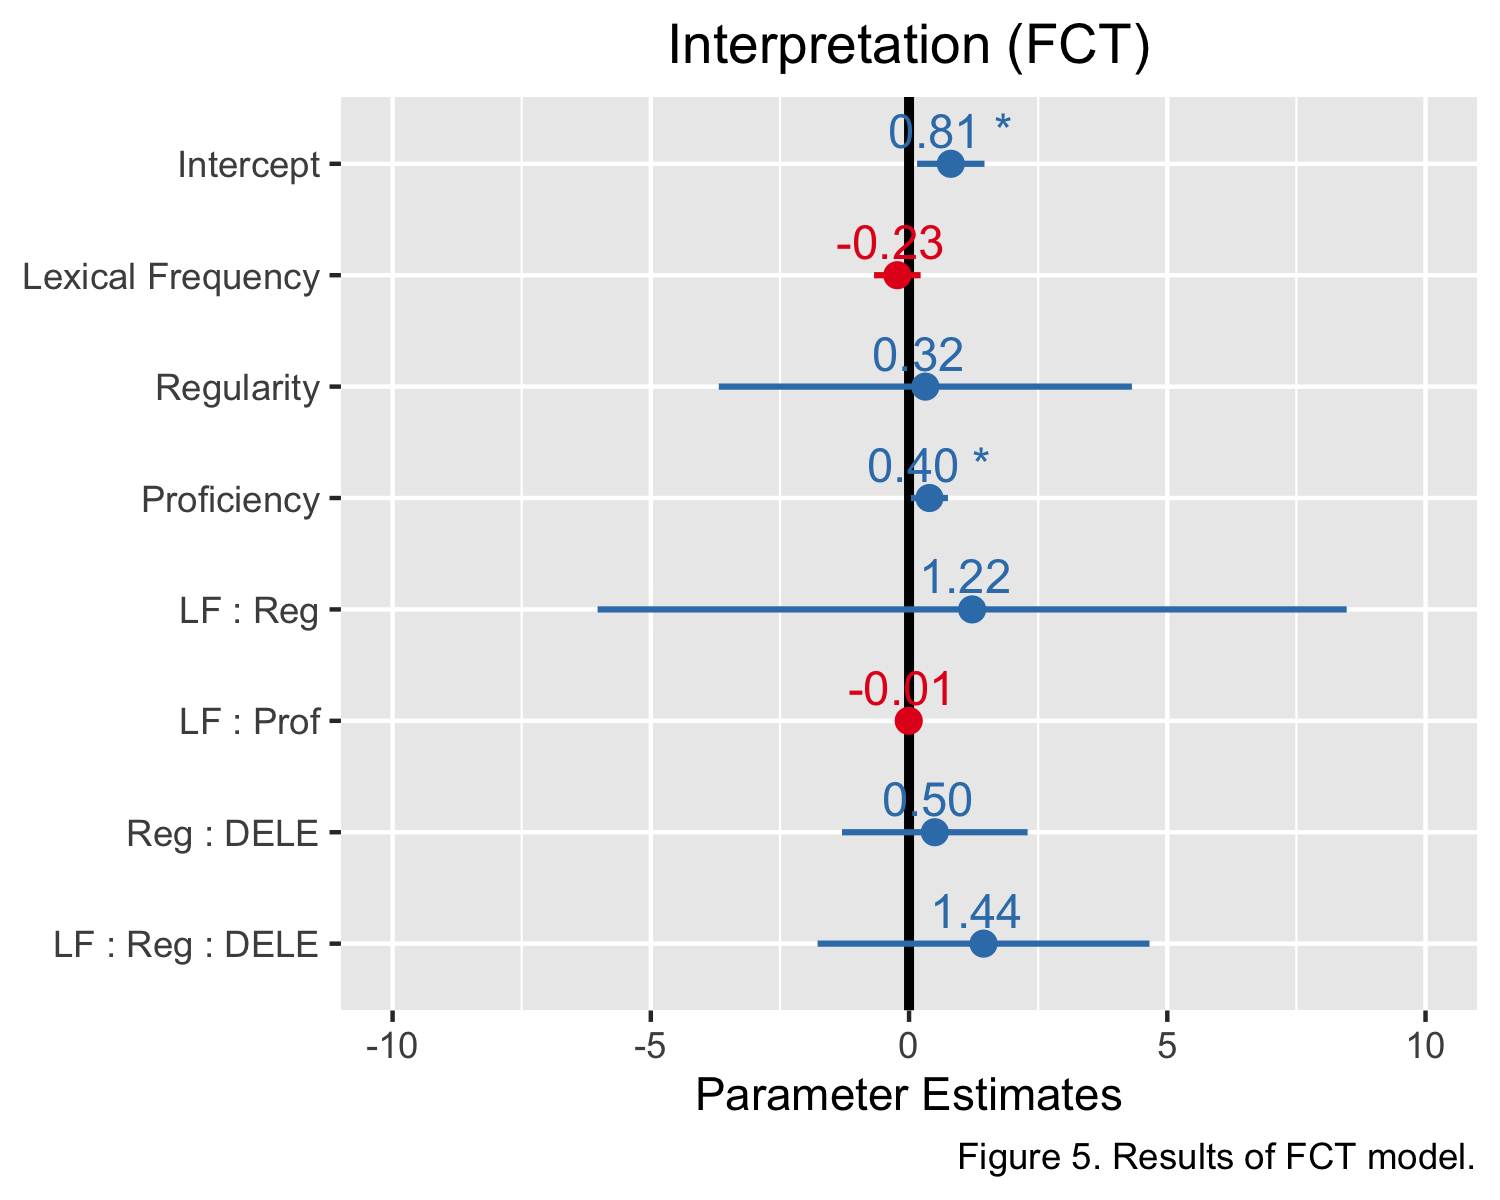 Interpretation (FCT)
Intercept
0.81 *
Lexical Frequency
-0.23
Regularity
0.32
Proficiency
0.40 *
LF : Reg
1.22
LF : Prof
-0.01
Reg : DELE
0.50
LF : Reg : DELE
1.44
-10 -5 0 5 10
Parameter Estimates
Figure 5. Results of FCT model.